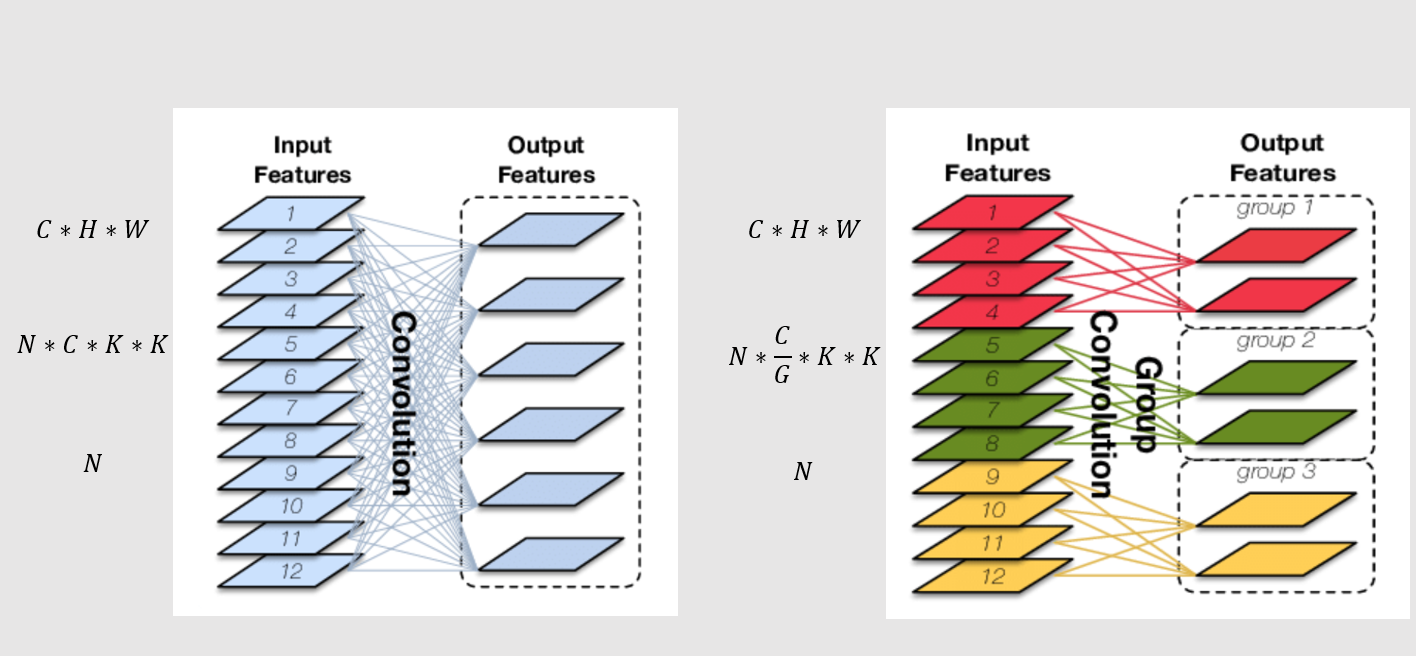 C ∗ H ∗ W
N ∗ C ∗ K ∗ K
N
Input
Features
Output
Features
1
2
3
4
5
6
7
8
9
10
11
12
Convolution
C ∗ H ∗ W
N ∗ C/G ∗ K ∗ K
N
Input
Features
Output
Features
1
2
3
4
5
6
7
8
9
10
11
12
Group
Convolution
group 1
group 2
group 3